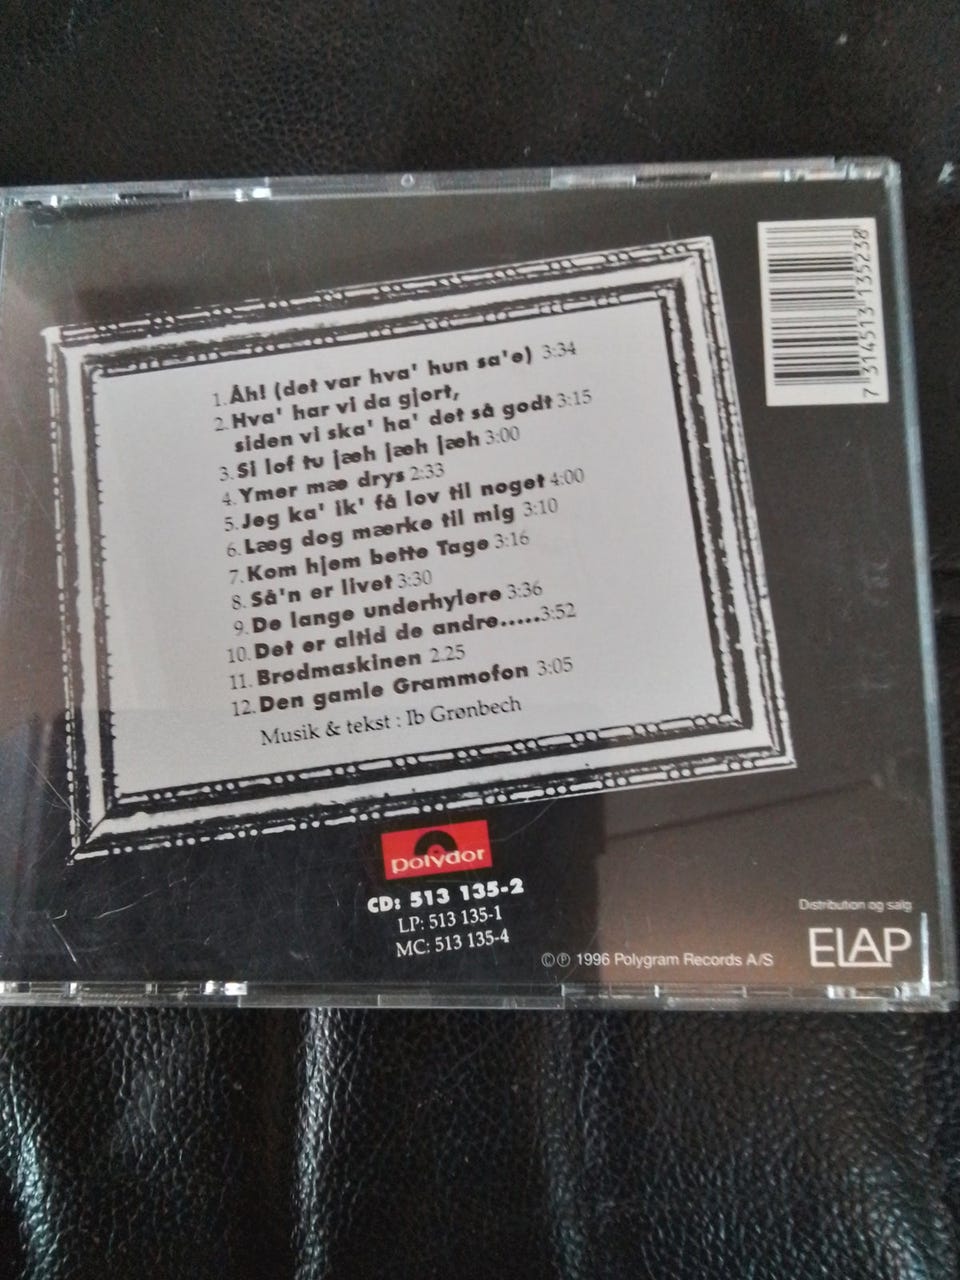 1. Åh! (det var hva' hun sa'e) 3:34
2. Hva' har vi da gjort,
siden vi ska' ha' det så godt 3:15
3. Si lof tu jæh jæh jæh 3:00
4. Ymer mæ drys 2:33
5. Jeg ka' ik' få lov til noget 4:00
6. Læg dog mærke til mig 3:10
7. Kom hjem bette Tage 3:16
8. Så'n er livet 3:30
9. De lange underhylere 3:36
10. Det er altid de andre.....3:52
11. Brødmaskinen 2.25
12. Den gamle Grammofon 3:05
Musik & tekst : Ib Grønbech
polydor
CD: 513 135-2
LP: 513 135-1
MC: 513 135-4
© ℗ 1996 Polygram Records A/S
Distribution og salg
ELAP
7 314513 135238